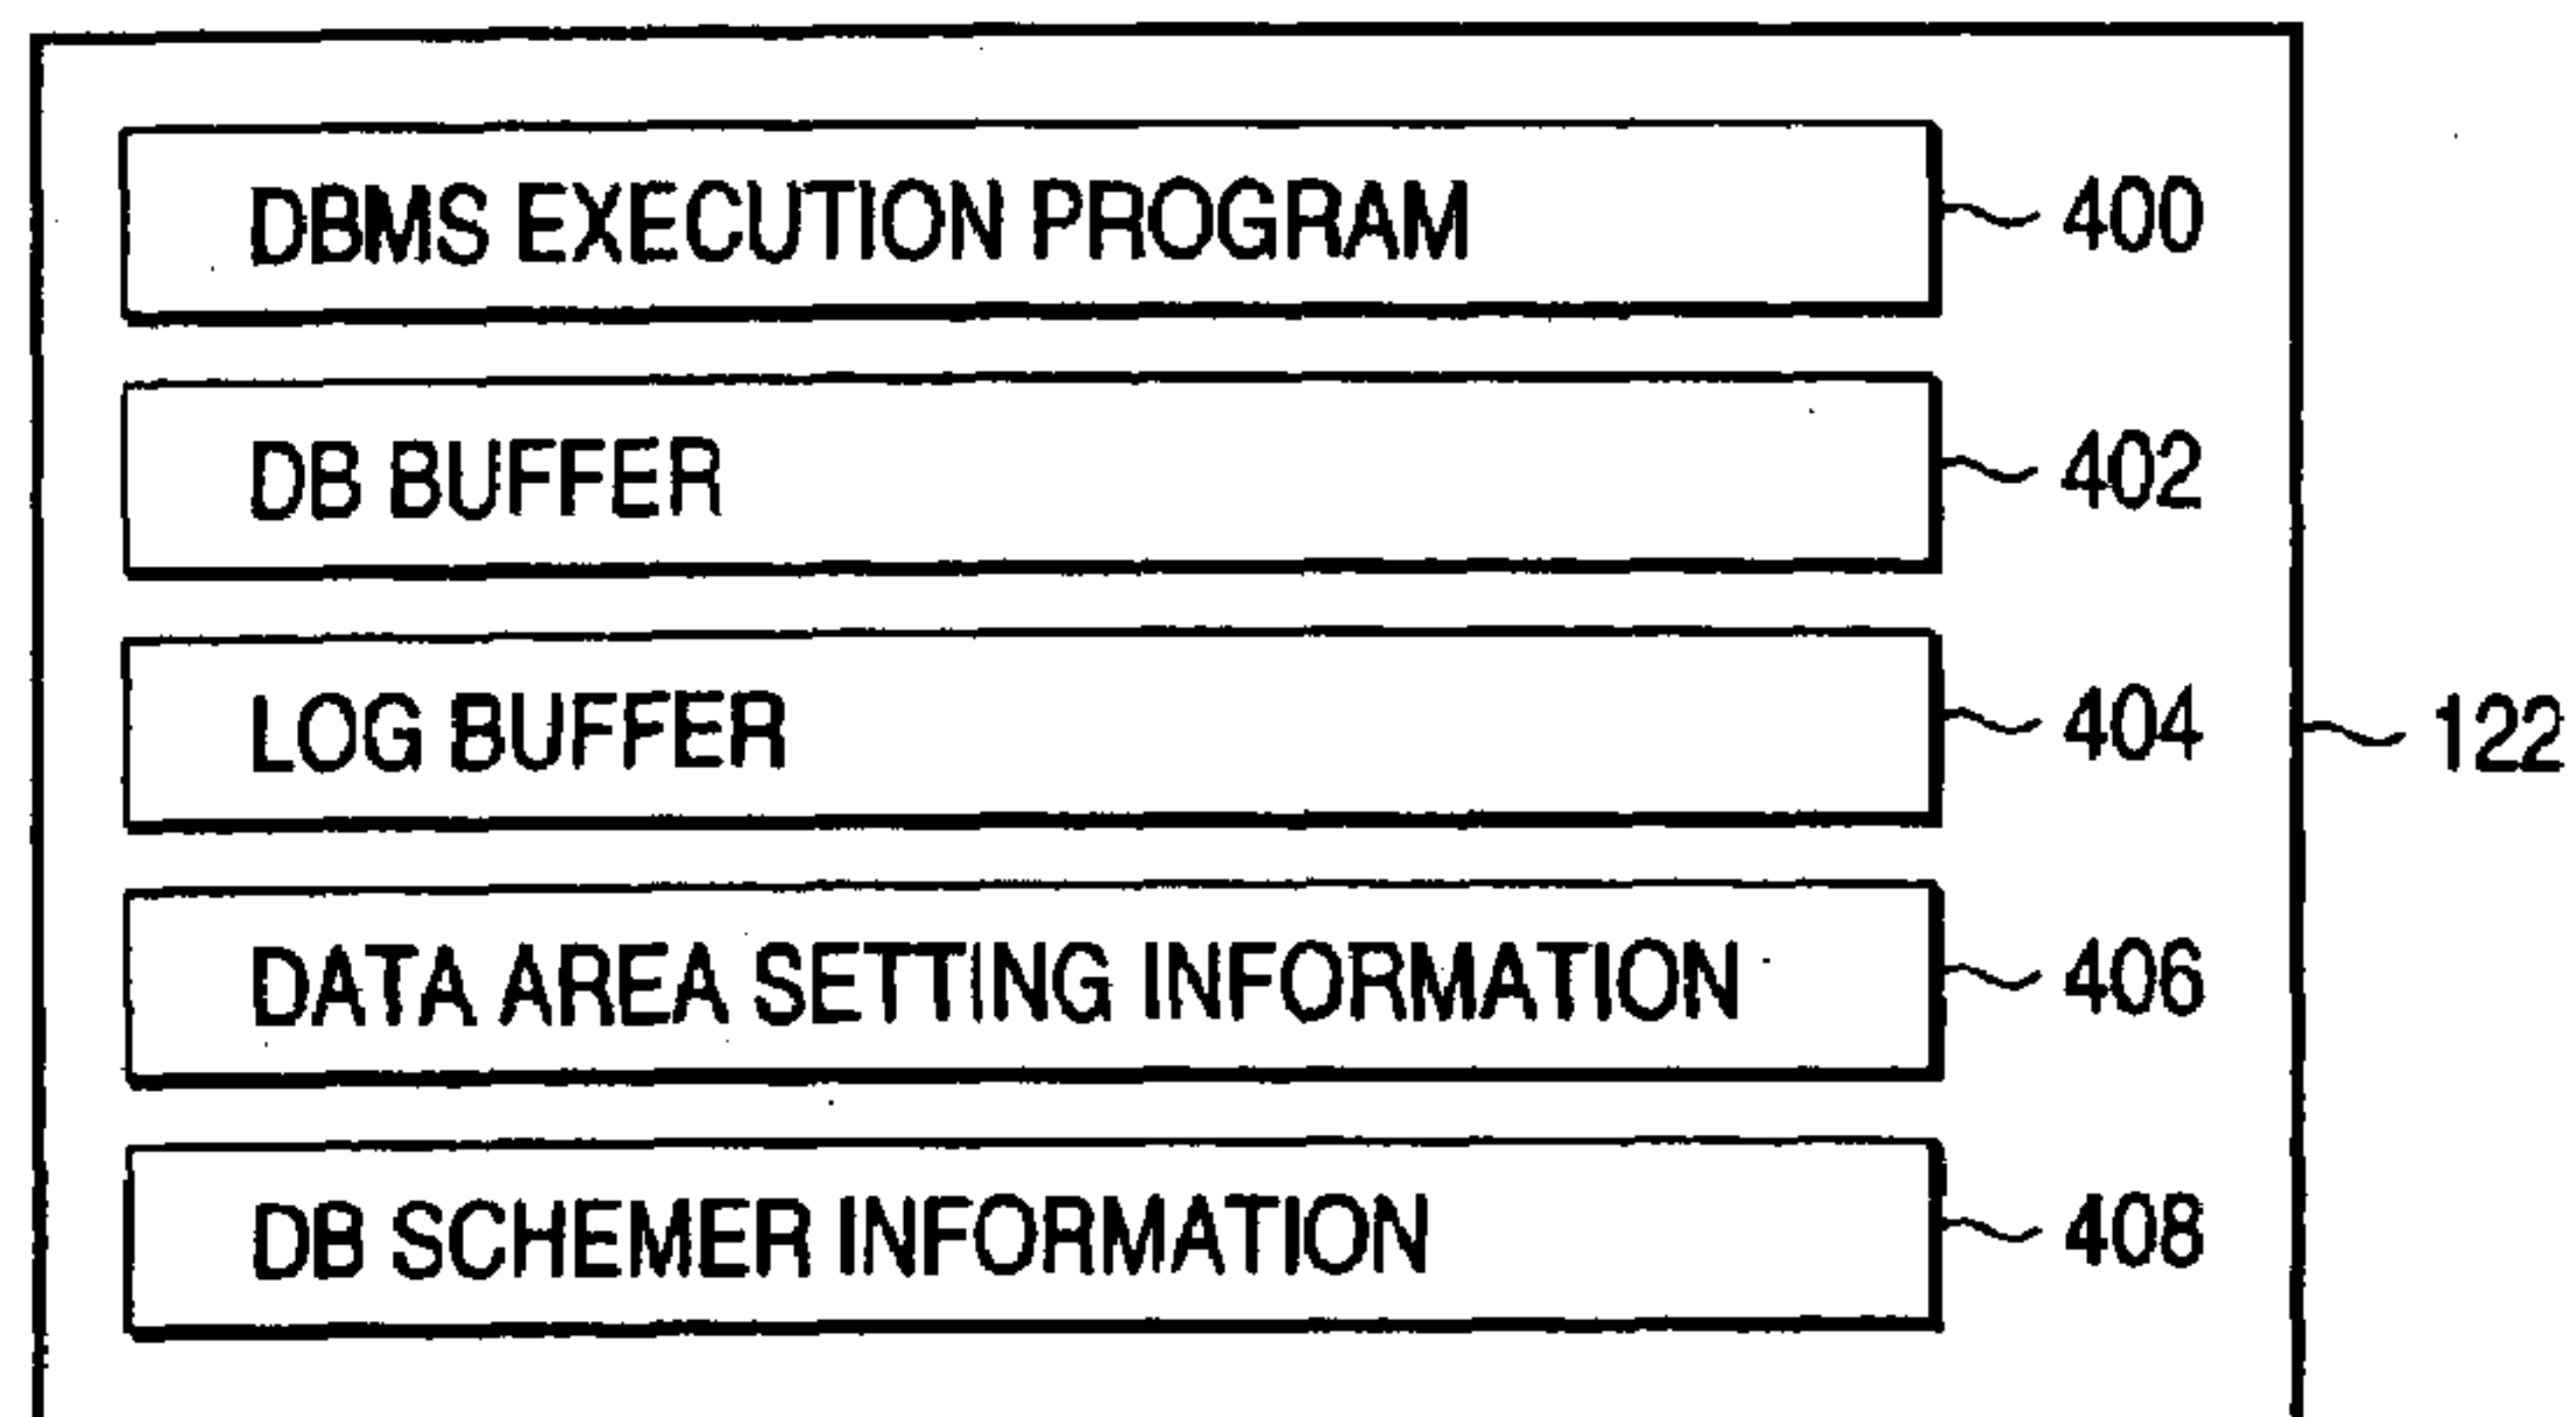 DBMS EXECUTION PROGRAM 400
DB BUFFER 402
LOG BUFFER 404
122
DATA AREA SETTING INFORMATION 406
DB SCHEMER INFORMATION 408